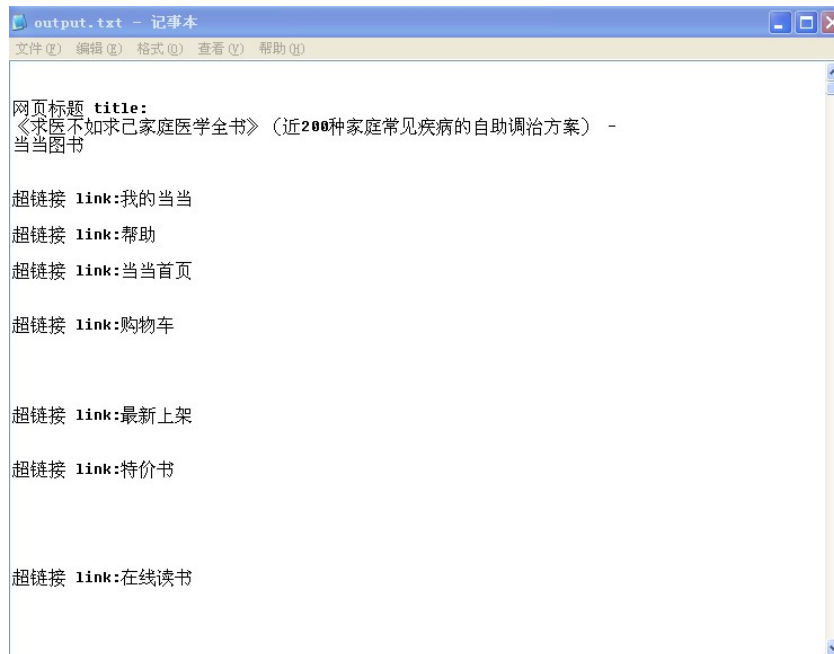 output.txt - 记事本
文件(F) 编辑(E) 格式(O) 查看(V) 帮助(H)
网页标题 title:
《求医不如求己家庭医学全书》（近200种家庭常见疾病的自助调治方案） -
当当图书
超链接 link:我的当当
超链接 link:帮助
超链接 link:当当首页
超链接 link:购物车
超链接 link:最新上架
超链接 link:特价书
超链接 link:在线读书